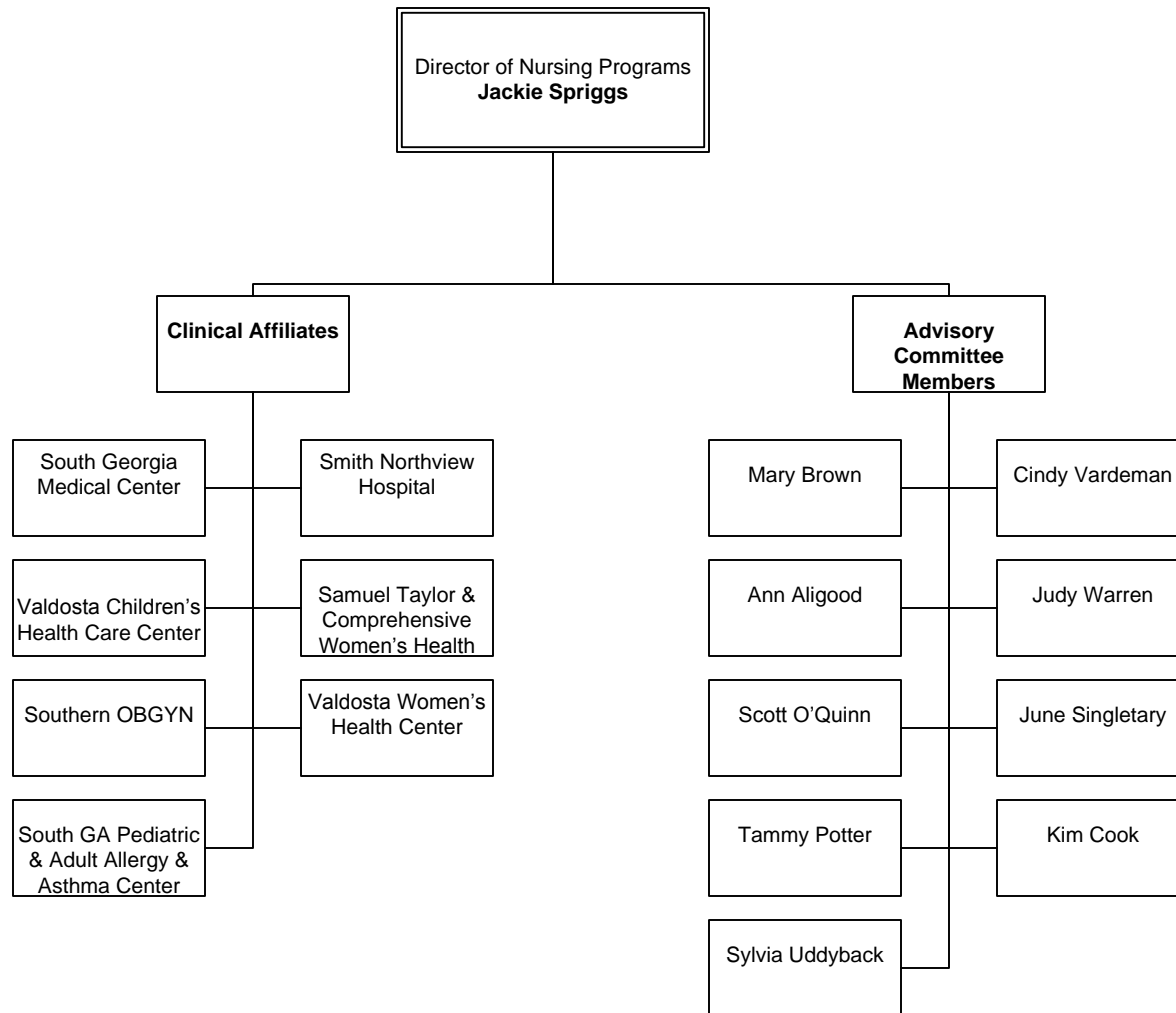 Director of Nursing Programs
Jackie Spriggs
Clinical Affiliates
Advisory
Committee
Members
South Georgia
Medical Center
Smith Northview
Hospital
Valdosta Children’s
Health Care Center
Samuel Taylor &
Comprehensive
Women’s Health
Southern OBGYN
Valdosta Women’s
Health Center
South GA Pediatric
& Adult Allergy &
Asthma Center
Mary Brown
Cindy Vardeman
Ann Aligood
Judy Warren
Scott O’Quinn
June Singletary
Tammy Potter
Kim Cook
Sylvia Uddyback